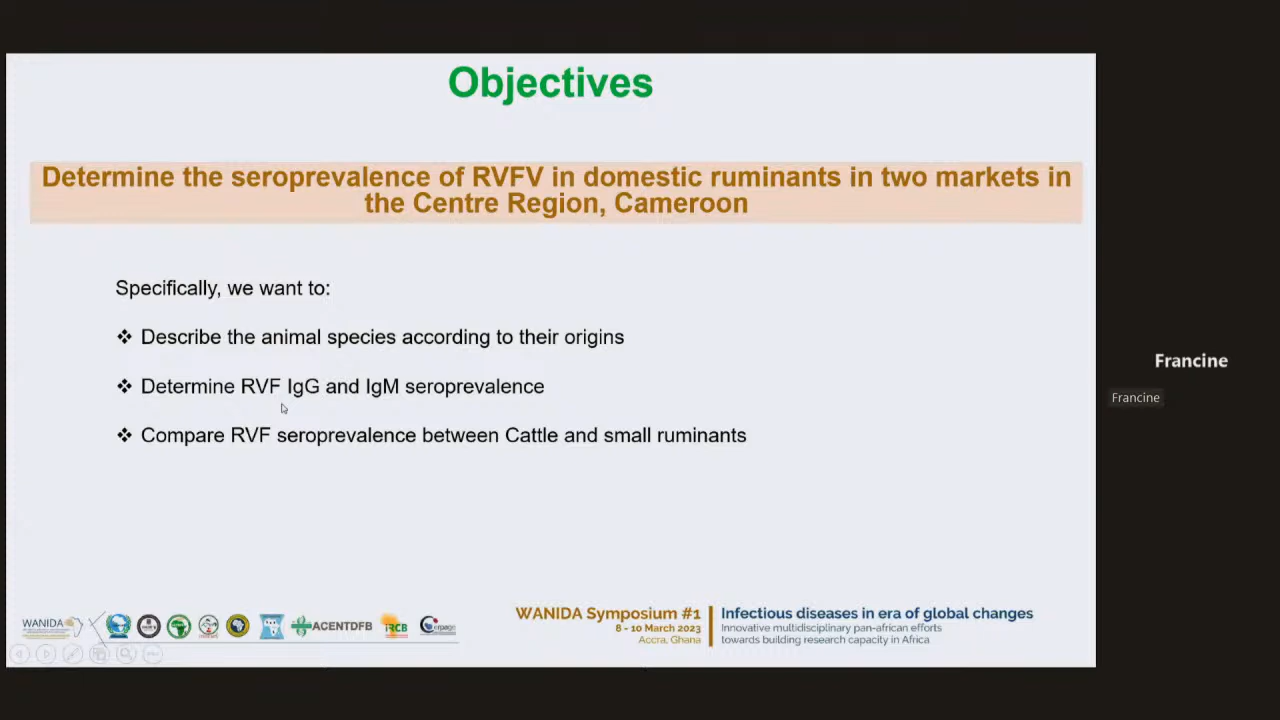 Objectives
Determine the seroprevalence of RVFV in domestic ruminants in two markets in
the Centre Region, Cameroon
Specifically, we want to:
❖ Describe the animal species according to their origins
❖ Determine RVF IgG and IgM seroprevalence
❖ Compare RVF seroprevalence between Cattle and small ruminants
Francine
Francine
WANIDA
ACENTDFB
WANIDA Symposium #1
8 - 10 March 2023
Accra, Ghana
Infectious diseases in era of global changes
Innovative multidisciplinary pan-african efforts
towards building research capacity in Africa